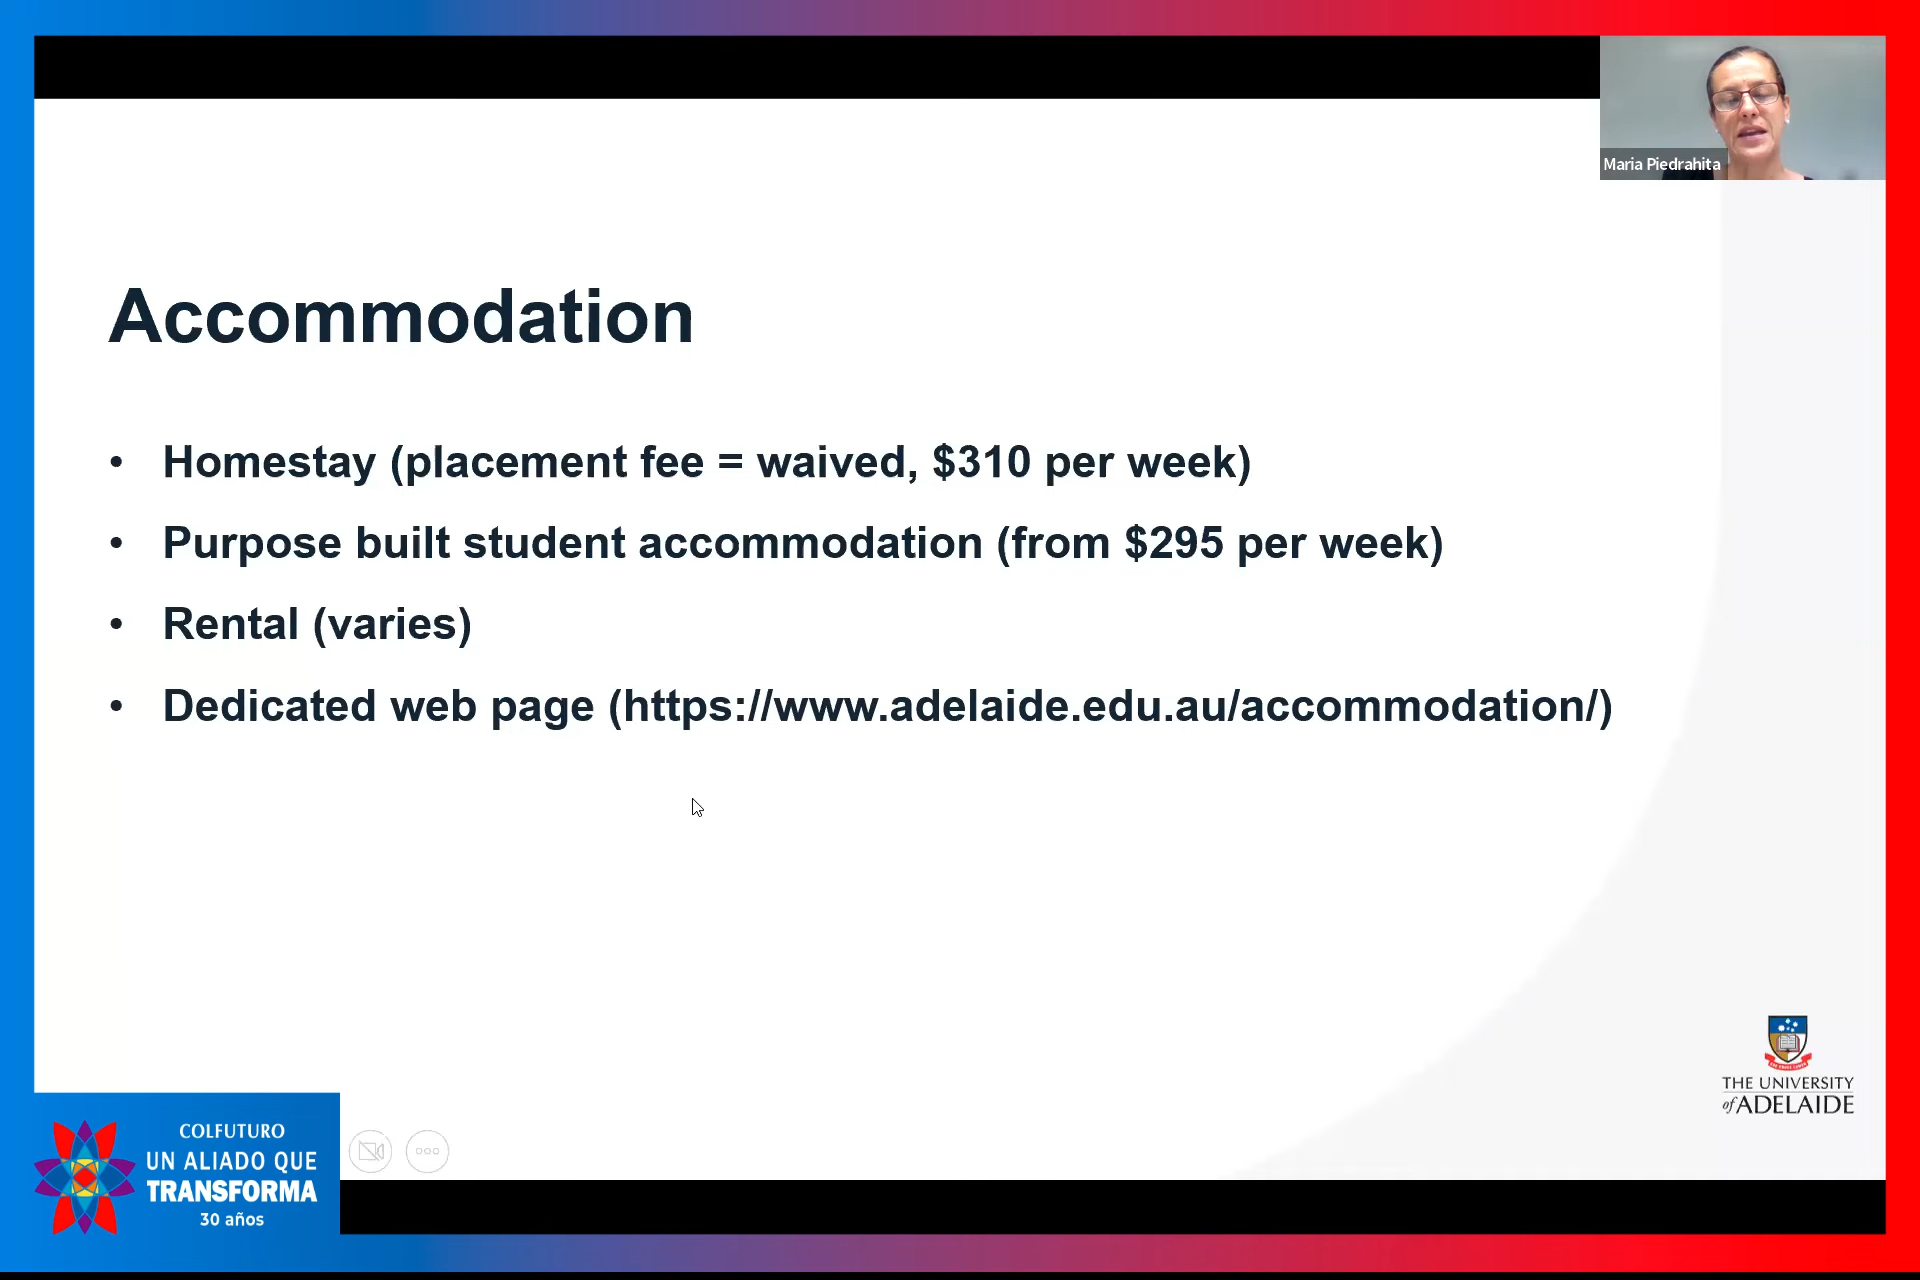 Maria Piedrahita
Accommodation
• Homestay (placement fee = waived, $310 per week)
• Purpose built student accommodation (from $295 per week)
• Rental (varies)
• Dedicated web page (https://www.adelaide.edu.au/accommodation/)
THE UNIVERSITY
of ADELAIDE
COLFUTURO
UN ALIADO QUE
TRANSFORMA
30 años